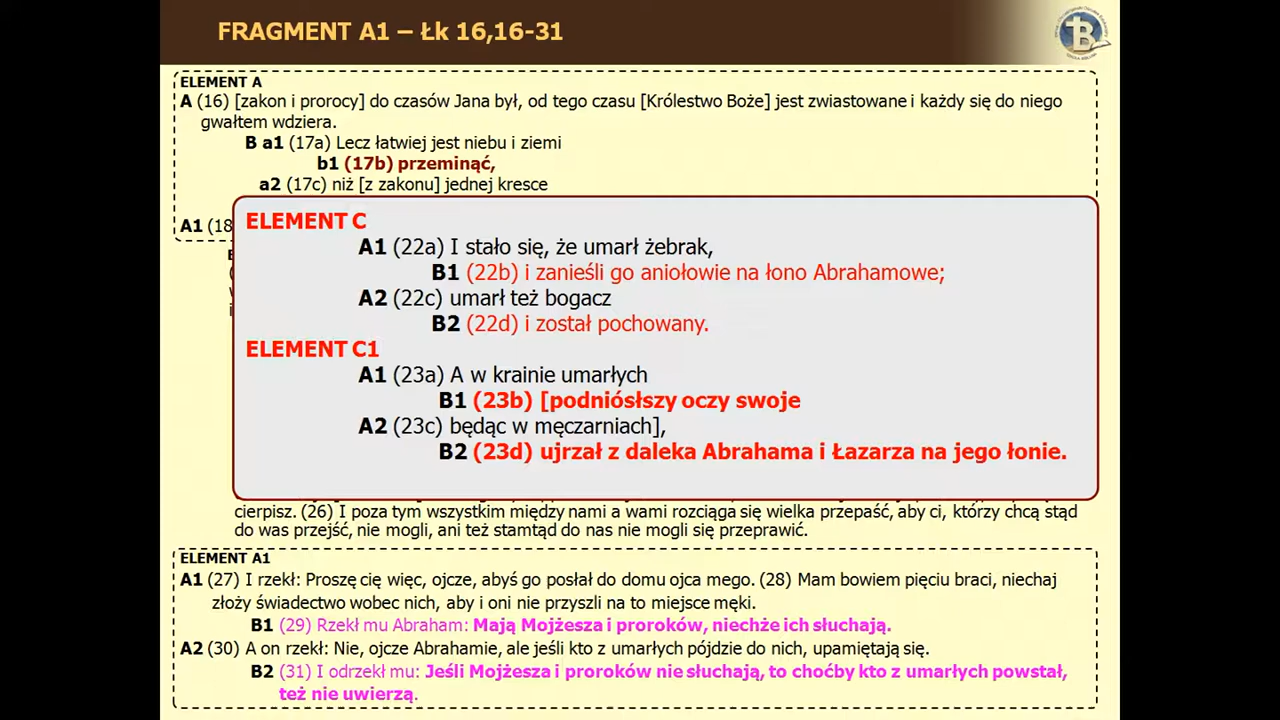 FRAGMENT A1 – Łk 16,16-31
ELEMENT A
A (16) [zakon i prorocy] do czasów Jana był, od tego czasu [Królestwo Boże] jest zwiastowane i każdy się do niego
gwałtem wdziera.
B a1 (17a) Lecz łatwiej jest niebu i ziemi
b1 (17b) przeminąć,
a2 (17c) niż [z zakonu] jednej kresce
A1 (18
ELEMENT C
A1 (22a) I stało się, że umarł żebrak,
B1 (22b) i zanieśli go aniołowie na łono Abrahamowe;
A2 (22c) umarł też bogacz
B2 (22d) i został pochowany.
ELEMENT C1
A1 (23a) A w krainie umarłych
B1 (23b) [podniósłszy oczy swoje
A2 (23c) będąc w męczarniach],
B2 (23d) ujrzał z daleka Abrahama i Łazarza na jego łonie.
cierpisz. (26) I poza tym wszystkim między nami a wami rozciąga się wielka przepaść, aby ci, którzy chcą stąd
do was przejść, nie mogli, ani też stamtąd do nas nie mogli się przeprawić.
ELEMENT A1
A1 (27) I rzekł: Proszę cię więc, ojcze, abyś go posłał do domu ojca mego. (28) Mam bowiem pięciu braci, niechaj
złoży świadectwo wobec nich, aby i oni nie przyszli na to miejsce męki.
B1 (29) Rzekł mu Abraham: Mają Mojżesza i proroków, niechże ich słuchają.
A2 (30) A on rzekł: Nie, ojcze Abrahamie, ale jeśli kto z umarłych pójdzie do nich, upamiętają się.
B2 (31) I odrzekł mu: Jeśli Mojżesza i proroków nie słuchają, to choćby kto z umarłych powstał,
też nie uwierzą.